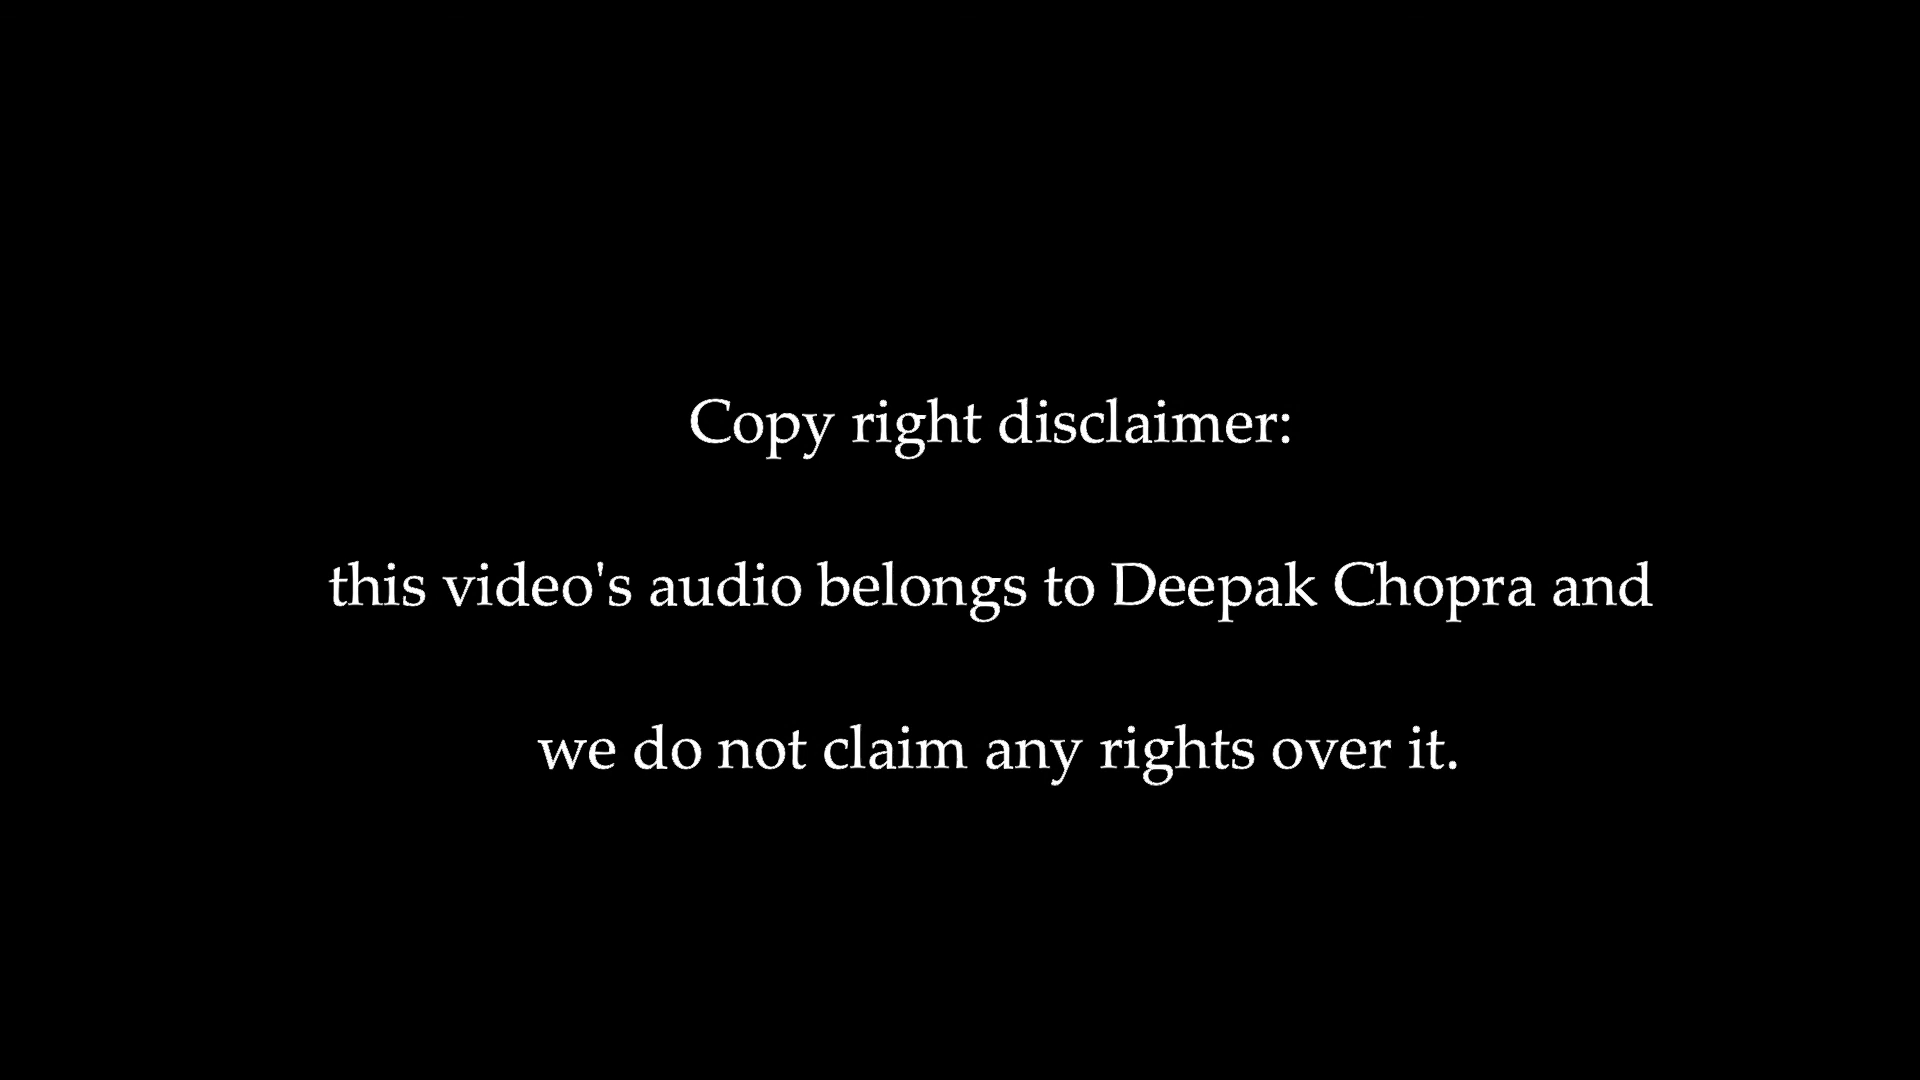 Copy right disclaimer:
this video's audio belongs to Deepak Chopra and
we do not claim any rights over it.